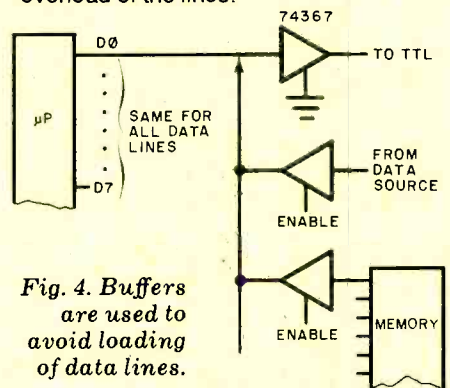 overhead of the lines.
74367
DØ
TO TTL
µP
SAME FOR
ALL DATA
LINES
FROM
DATA
SOURCE
D7
ENABLE
Fig. 4. Buffers
are used to
avoid loading
of data lines.
ENABLE
MEMORY